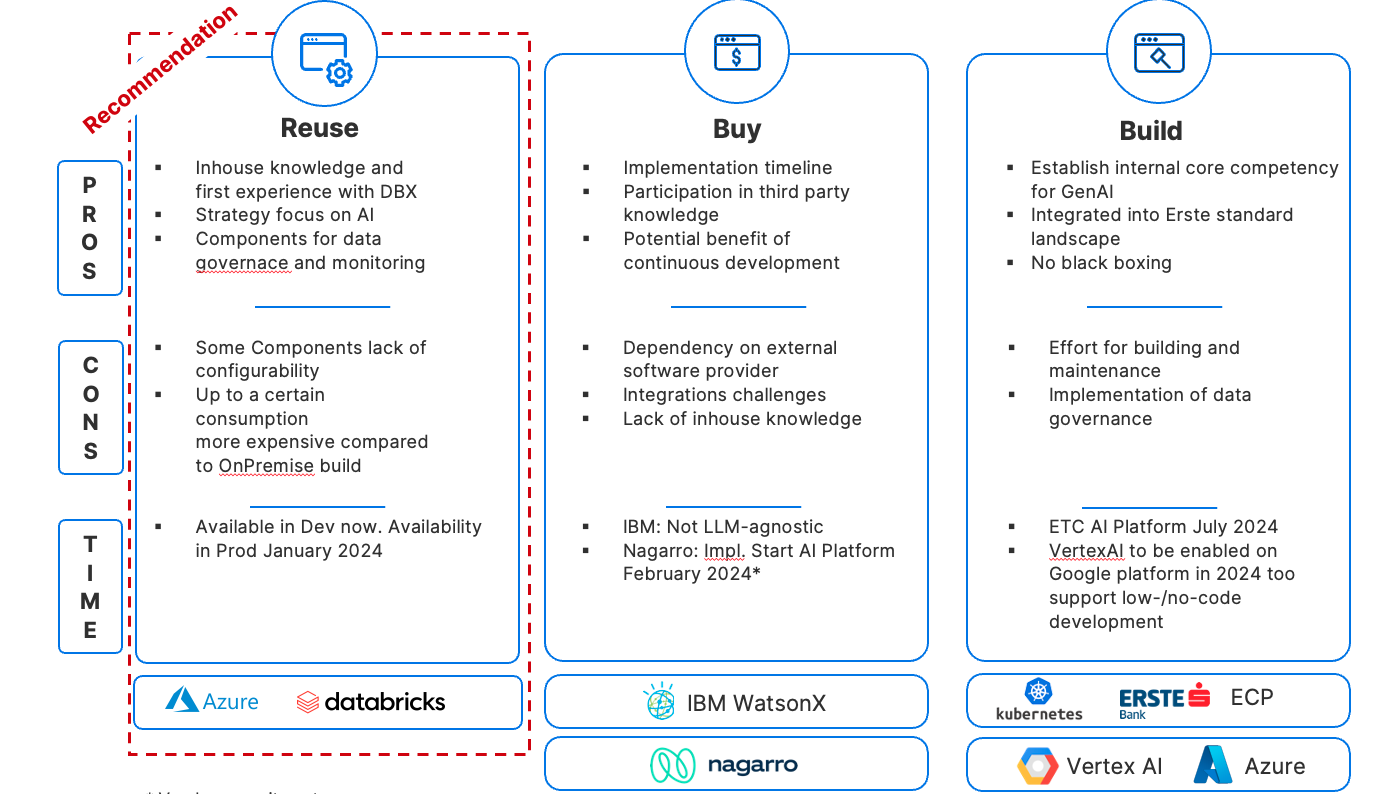 Recommendation
Reuse
Inhouse knowledge and
first experience with DBX
Strategy focus on AI
Components for data
governace and monitoring
Some Components lack of
configurability
Up to a certain
consumption
more expensive compared
to OnPremise build
Available in Dev now. Availability
in Prod January 2024
Azure
databricks
Buy
Implementation timeline
Participation in third party
knowledge
Potential benefit of
continuous development
Dependency on external
software provider
Integrations challenges
Lack of inhouse knowledge
IBM: Not LLM-agnostic
Nagarro: Impl. Start AI Platform
February 2024*
IBM WatsonX
nagarro
Build
Establish internal core competency
for GenAI
Integrated into Erste standard
landscape
No black boxing
Effort for building and
maintenance
Implementation of data
governance
ETC AI Platform July 2024
VertexAI to be enabled on
Google platform in 2024 too
support low-/no-code
development
kubernetes
ERSTE
Bank
ECP
Vertex AI
Azure
PROS
CONS
TIME